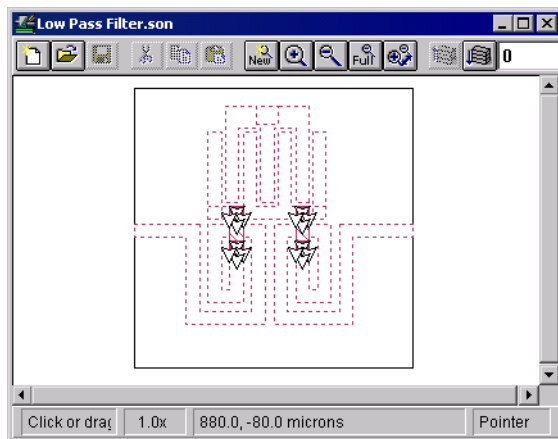 Low Pass Filter.son
New Full 0
Click or drag 1.0x 880.0, -80.0 microns Pointer